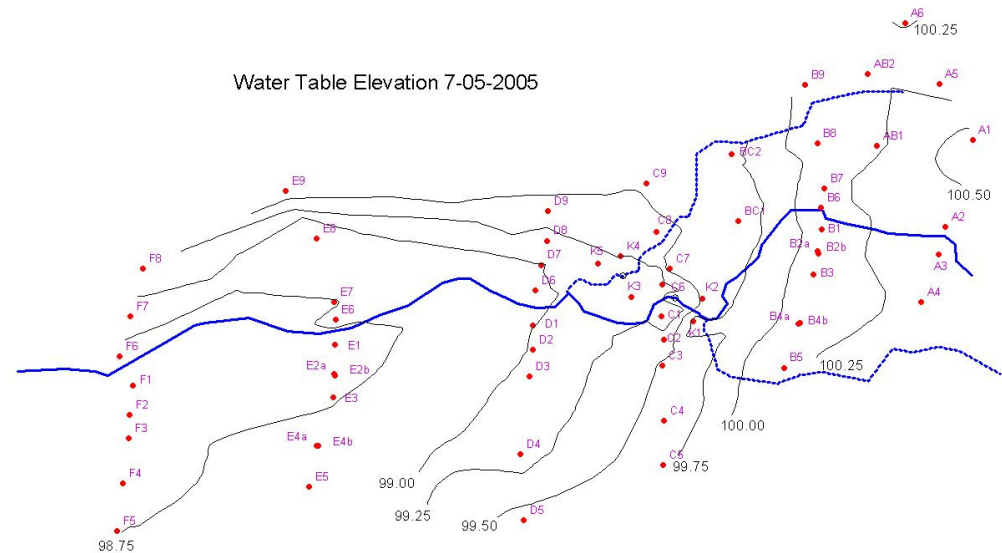 A6
100.25
Water Table Elevation 7-05-2005
B9
AB2
A5
A1
B8
AB1
BC2
C9
E9
100.50
B7
B6
D9
BC1
A2
C8
B1
E8
D8
B2a
B2b
K4
D7
K5
C7
A3
F8
B3
D6
C6
K3
K2
E7
A4
F7
E6
C1
K1
B4a
B4b
D1
E1
C2
D2
F6
C3
B5
100.25
E2a
E2b
D3
F1
E3
F2
C4
100.00
F3
E4a
E4b
D4
C5
99.75
F4
E5
99.00
99.25
D5
99.50
F5
98.75